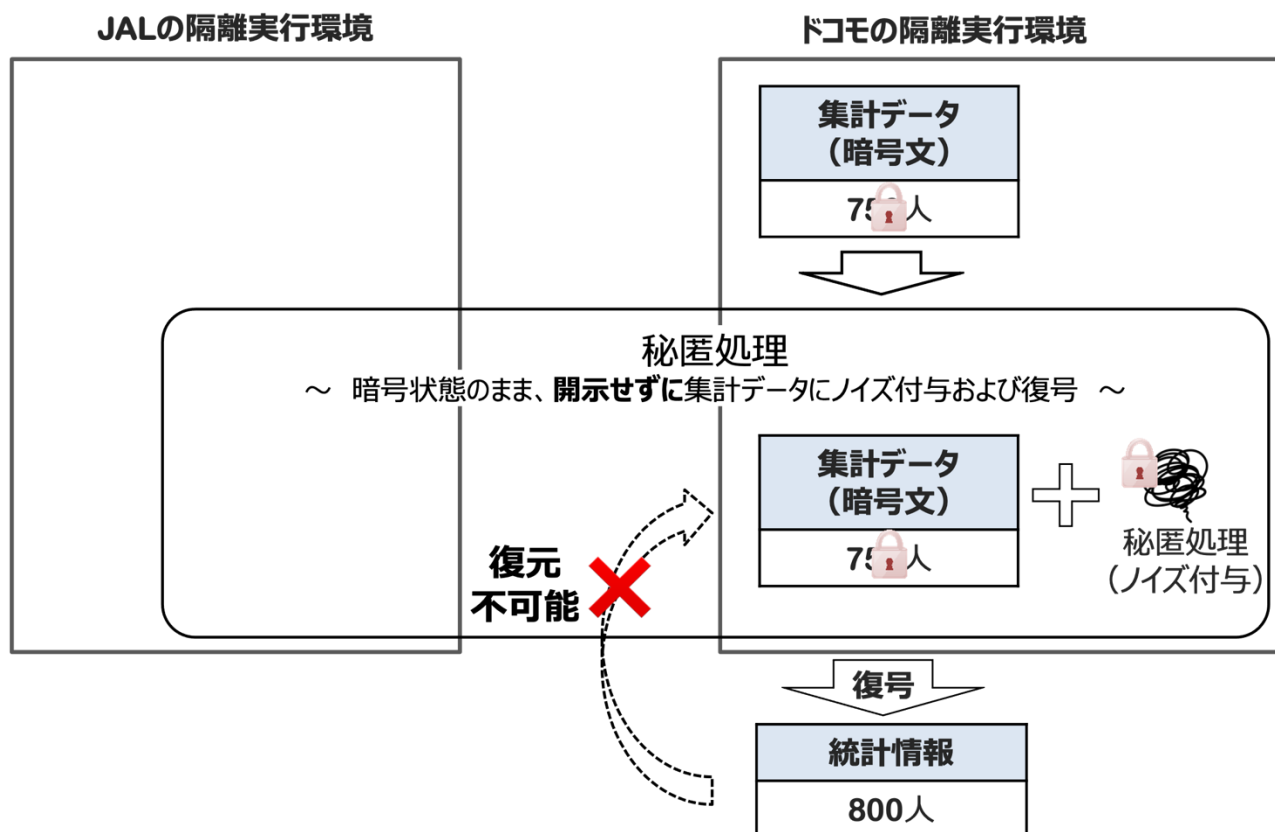 JALの隔離実行環境
ドコモの隔離実行環境
集計データ
（暗号文）
人
秘匿処理
～ 暗号状態のまま、開示せずに集計データにノイズ付与および復号 ～
集計データ
（暗号文）
人
秘匿処理
（ノイズ付与）
復元
不可能
復号
統計情報
800人